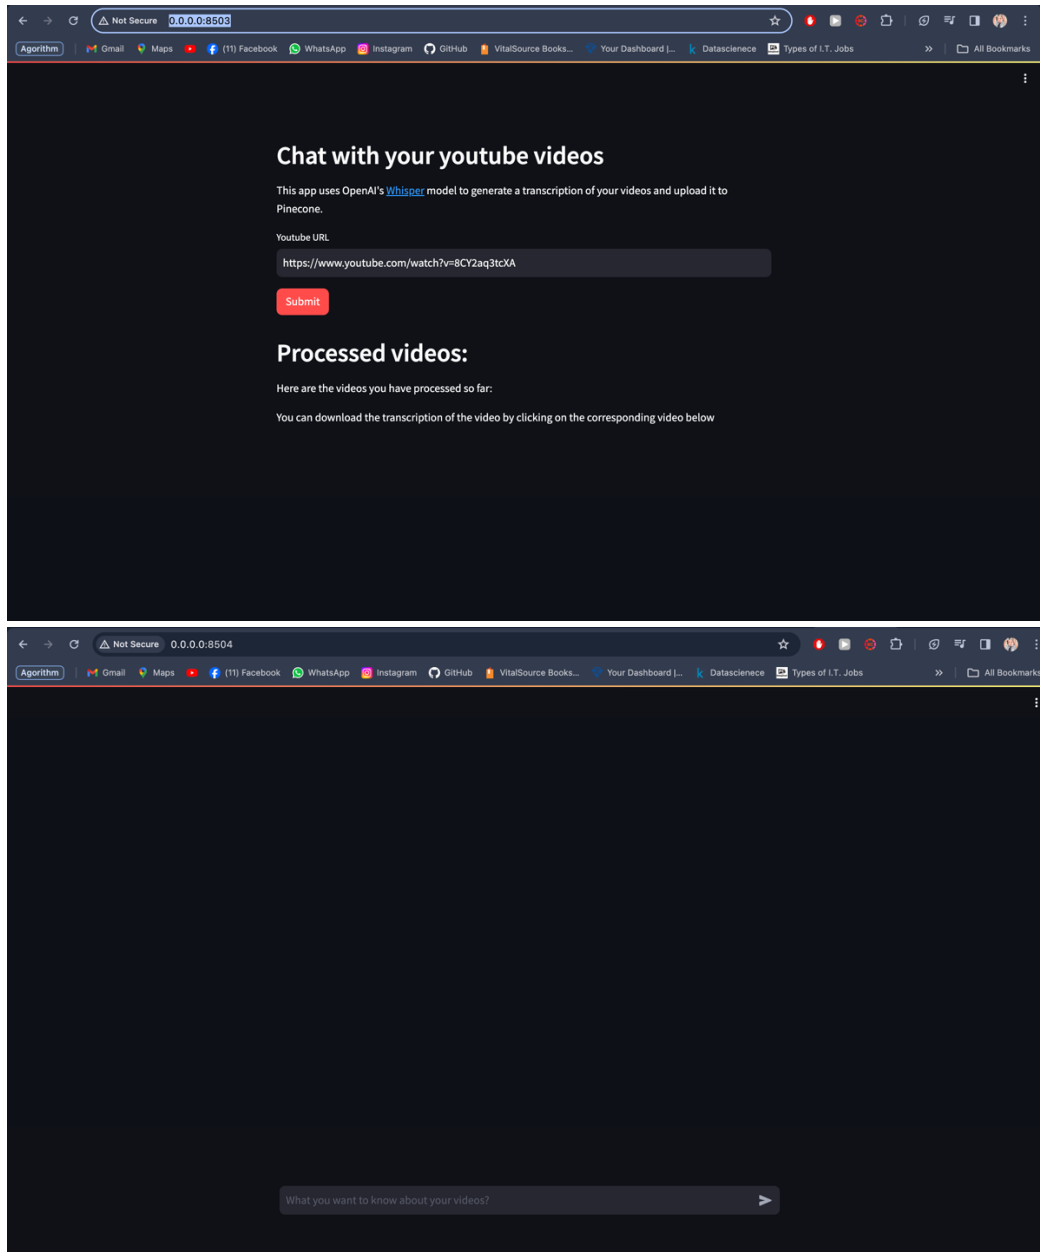 Not Secure 0.0.0.0:8503
Agorithm Gmail Maps (11) Facebook WhatsApp Instagram GitHub VitalSource Books... Your Dashboard |... Datascienece Types of I.T. Jobs » All Bookmarks
Chat with your youtube videos
This app uses OpenAI's Whisper model to generate a transcription of your videos and upload it to
Pinecone.
Youtube URL
https://www.youtube.com/watch?v=8CY2aq3tcXA
Submit
Processed videos:
Here are the videos you have processed so far:
You can download the transcription of the video by clicking on the corresponding video below
Not Secure 0.0.0.0:8504
Agorithm Gmail Maps (11) Facebook WhatsApp Instagram GitHub VitalSource Books... Your Dashboard |... Datascienece Types of I.T. Jobs » All Bookmarks
What you want to know about your videos?